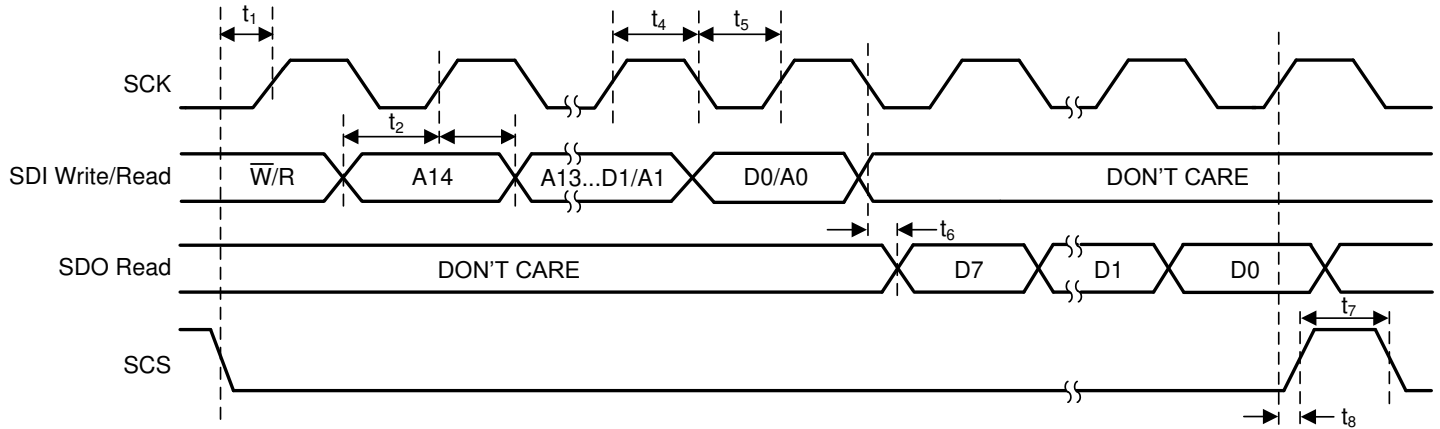 t1
t4
t5
SCK
t2
SDI Write/Read
W/R
A14
A13...D1/A1
D0/A0
DON'T CARE
t6
SDO Read
DON'T CARE
D7
D1
D0
t7
SCS
t8